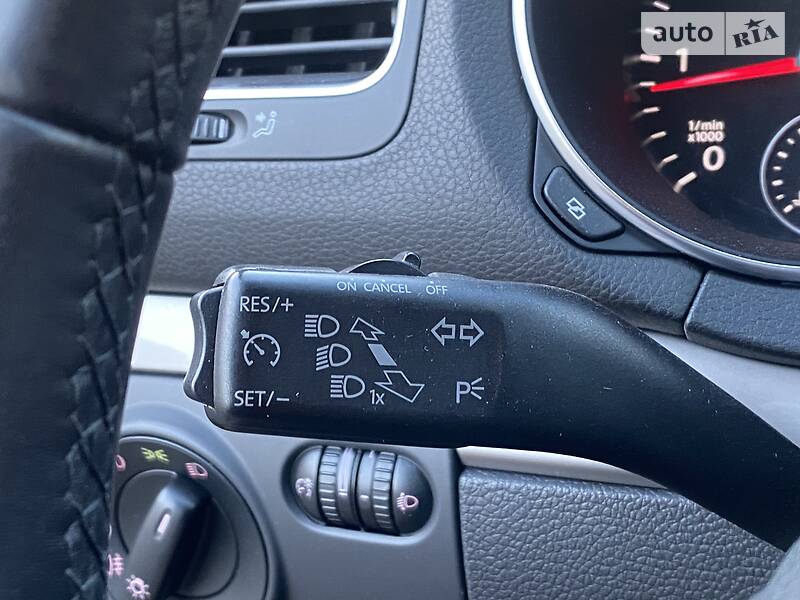 auto RIA
1
1/min
x1000
0
ON CANCEL OFF
RES/+
SET/-
1x
P